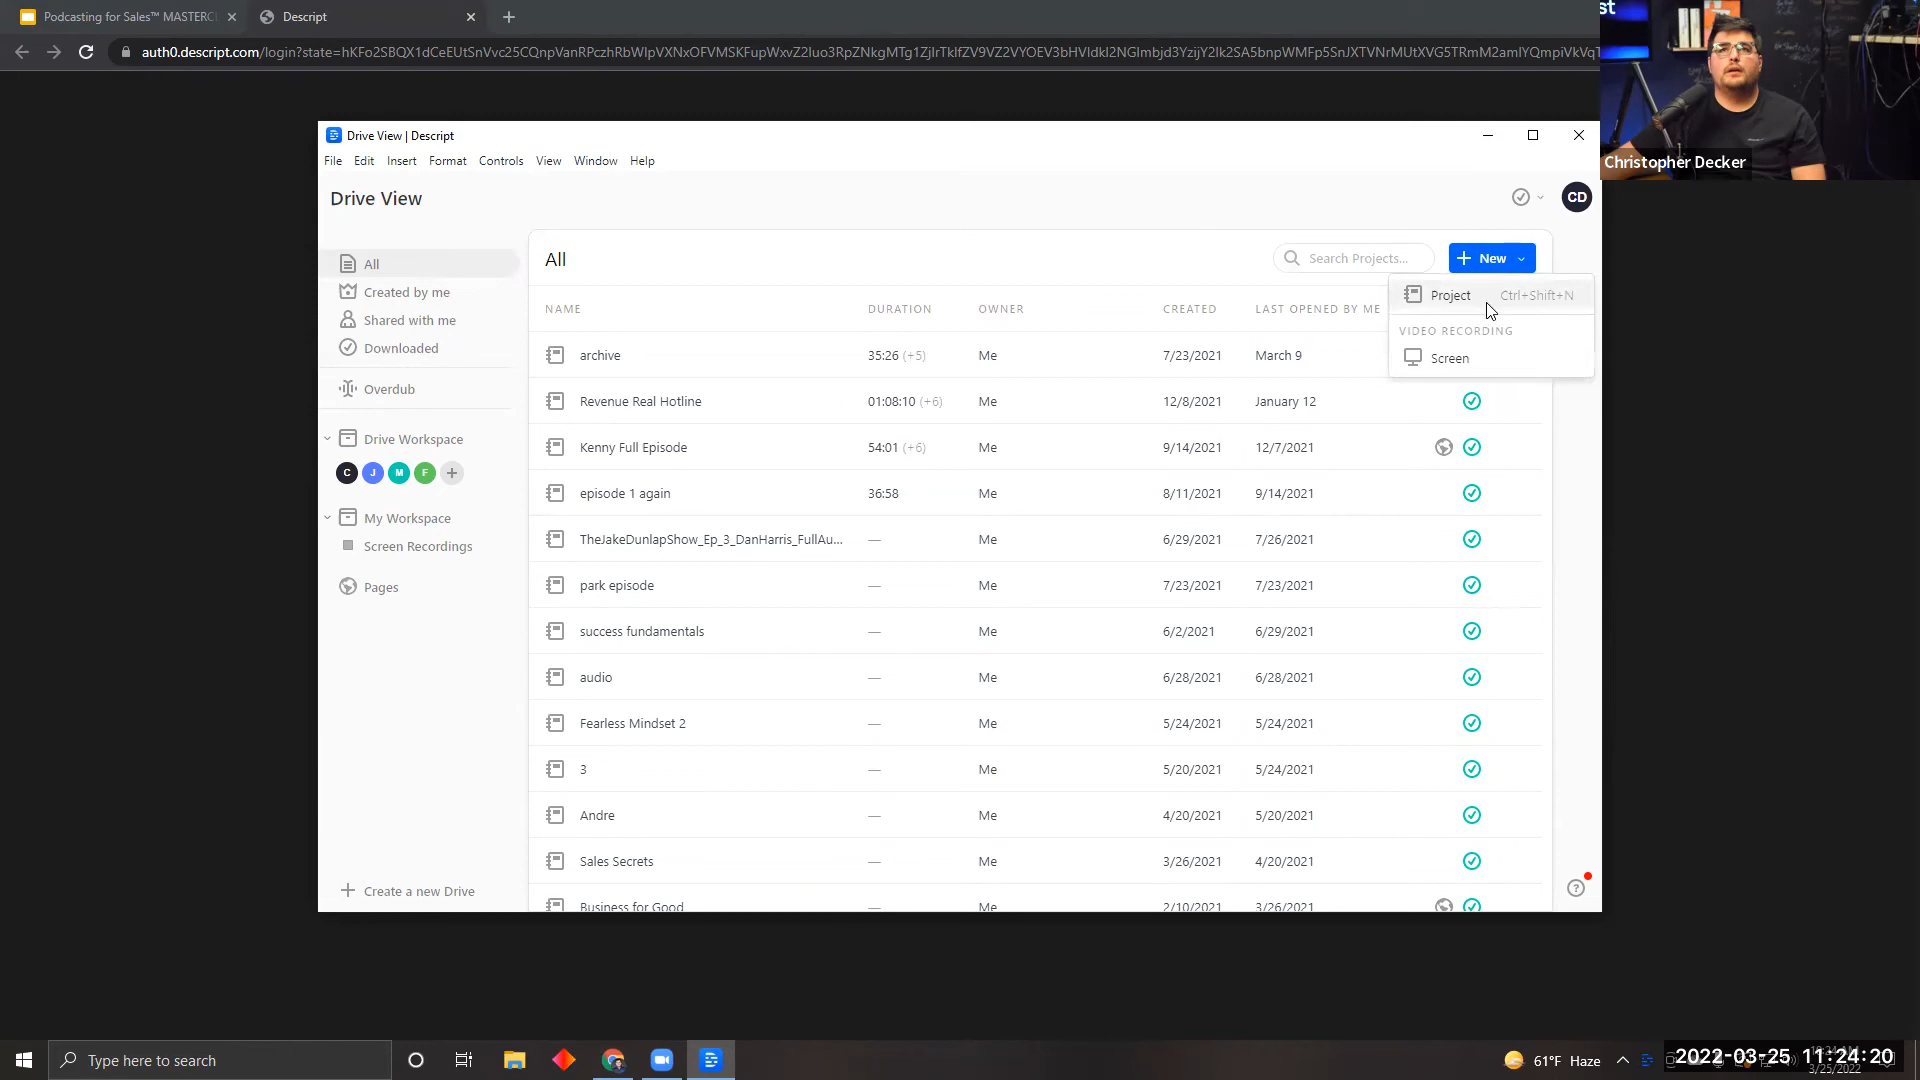 Podcasting for Sales™ MASTERC
Descript
st
auth0.descript.com
Christopher Decker
Drive View | Descript
File Edit Insert Format Controls View Window Help
Drive View
CD
All
Created by me
Shared with me
Downloaded
Overdub
Drive Workspace
C J M F
My Workspace
Screen Recordings
Pages
Create a new Drive
All
Search Projects...
New
Project Ctrl+Shift+N
VIDEO RECORDING
Screen
NAME DURATION OWNER CREATED LAST OPENED BY ME
archive 35:26 (+5) Me 7/23/2021 March 9
Revenue Real Hotline 01:08:10 (+6) Me 12/8/2021 January 12
Kenny Full Episode 54:01 (+6) Me 9/14/2021 12/7/2021
episode 1 again 36:58 Me 8/11/2021 9/14/2021
TheJakeDunlapShow_Ep_3_DanHarris_FullAu... — Me 6/29/2021 7/26/2021
park episode — Me 7/23/2021 7/23/2021
success fundamentals — Me 6/2/2021 6/29/2021
audio — Me 6/28/2021 6/28/2021
Fearless Mindset 2 — Me 5/24/2021 5/24/2021
3 — Me 5/20/2021 5/24/2021
Andre — Me 4/20/2021 5/20/2021
Sales Secrets — Me 3/26/2021 4/20/2021
Business for Good — Me 2/10/2021 3/26/2021
Type here to search
61°F Haze
2022-03-25 11:24:20
3/25/2022